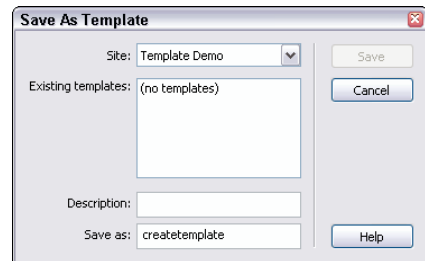 Save As Template
Site: Template Demo
Save
Existing templates: (no templates)
Cancel
Description:
Save as: createtemplate
Help